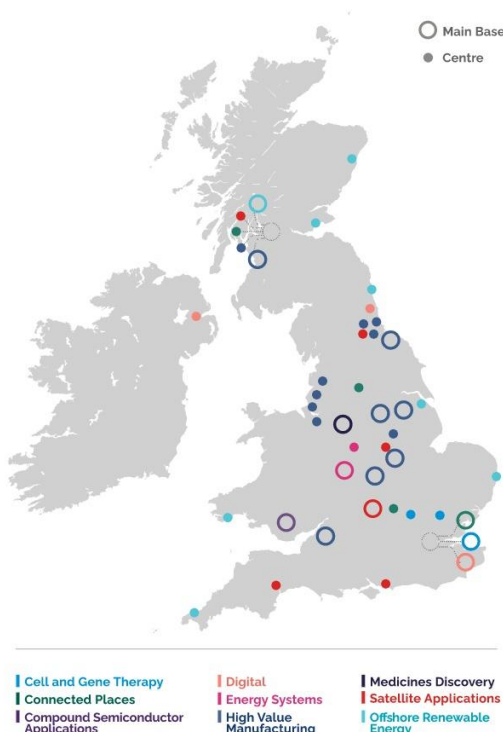 Main Base
Centre
Cell and Gene Therapy
Connected Places
Compound Semiconductor
Applications
Digital
Energy Systems
High Value
Manufacturing
Medicines Discovery
Satellite Applications
Offshore Renewable
Energy